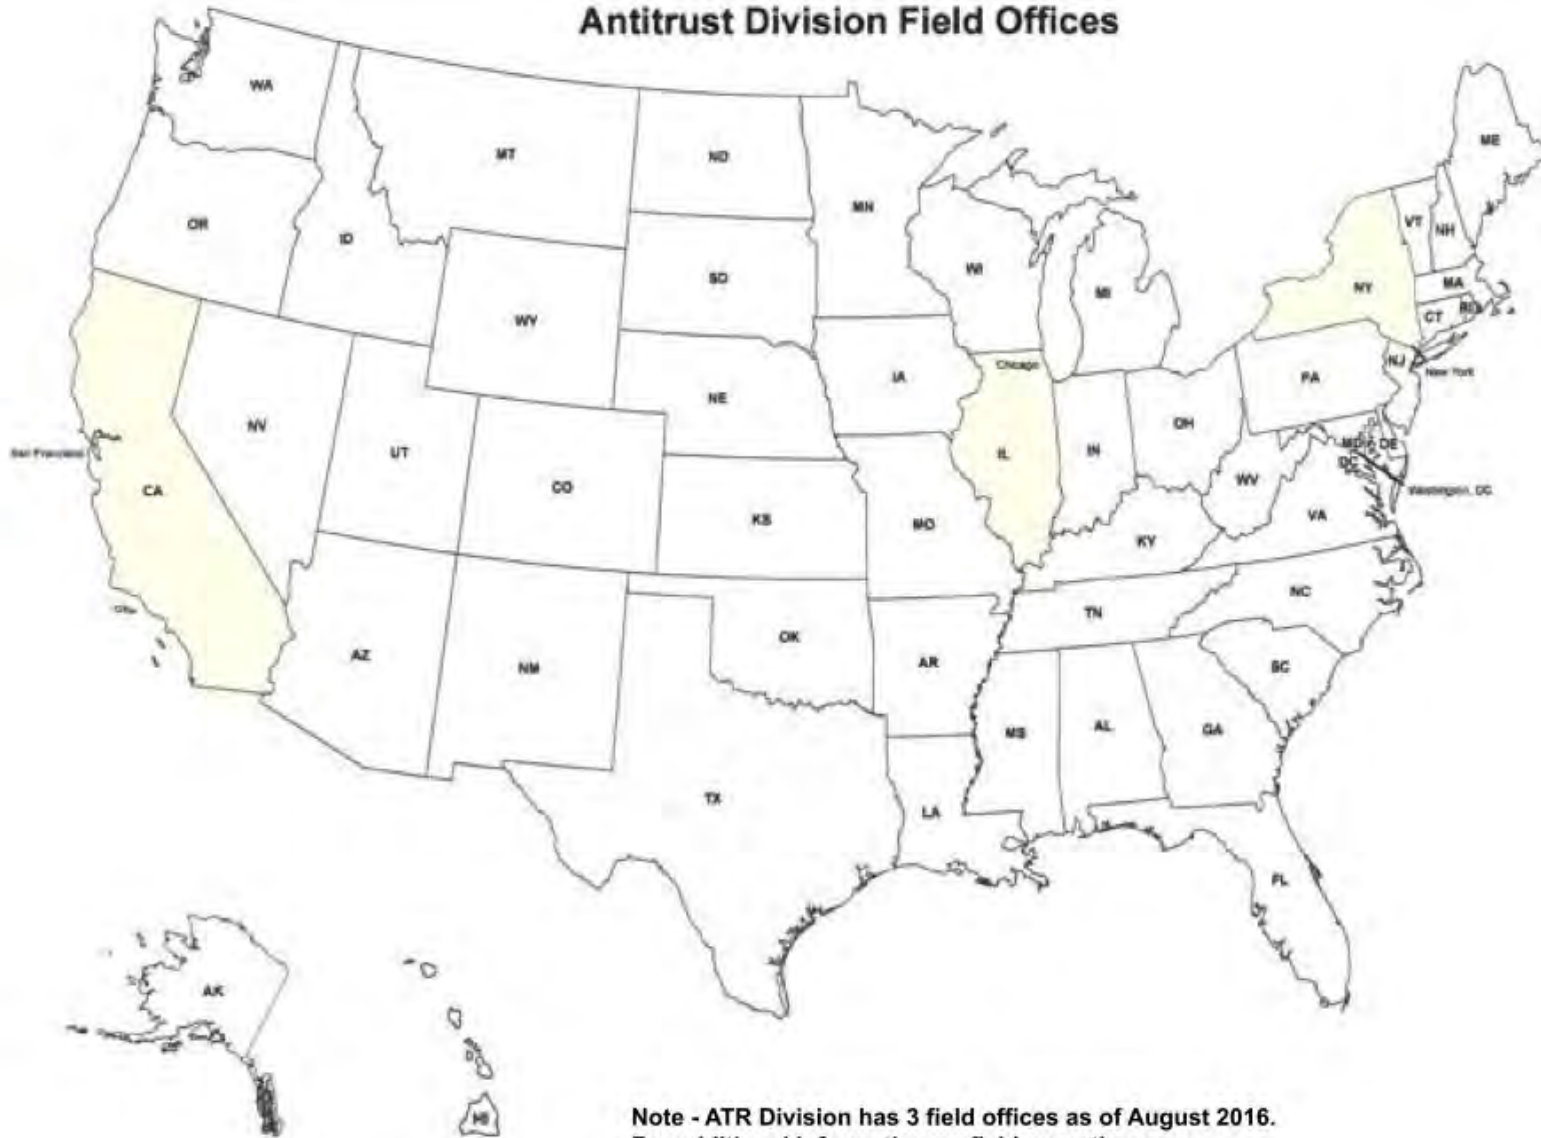 Antitrust Division Field Offices
WA
MT
ND
MN
ME
OR
ID
SD
WI
MI
VT
NH
NY
MA
CT
RI
WY
Chicago
IA
NE
PA
NJ
New York
NV
UT
CO
San Francisco
CA
IL
IN
OH
MD
DE
DC
WV
Washington, DC
VA
KS
MO
KY
NC
TN
AZ
NM
OK
AR
SC
MS
AL
GA
TX
LA
FL
AK
HI
Note - ATR Division has 3 field offices as of August 2016.